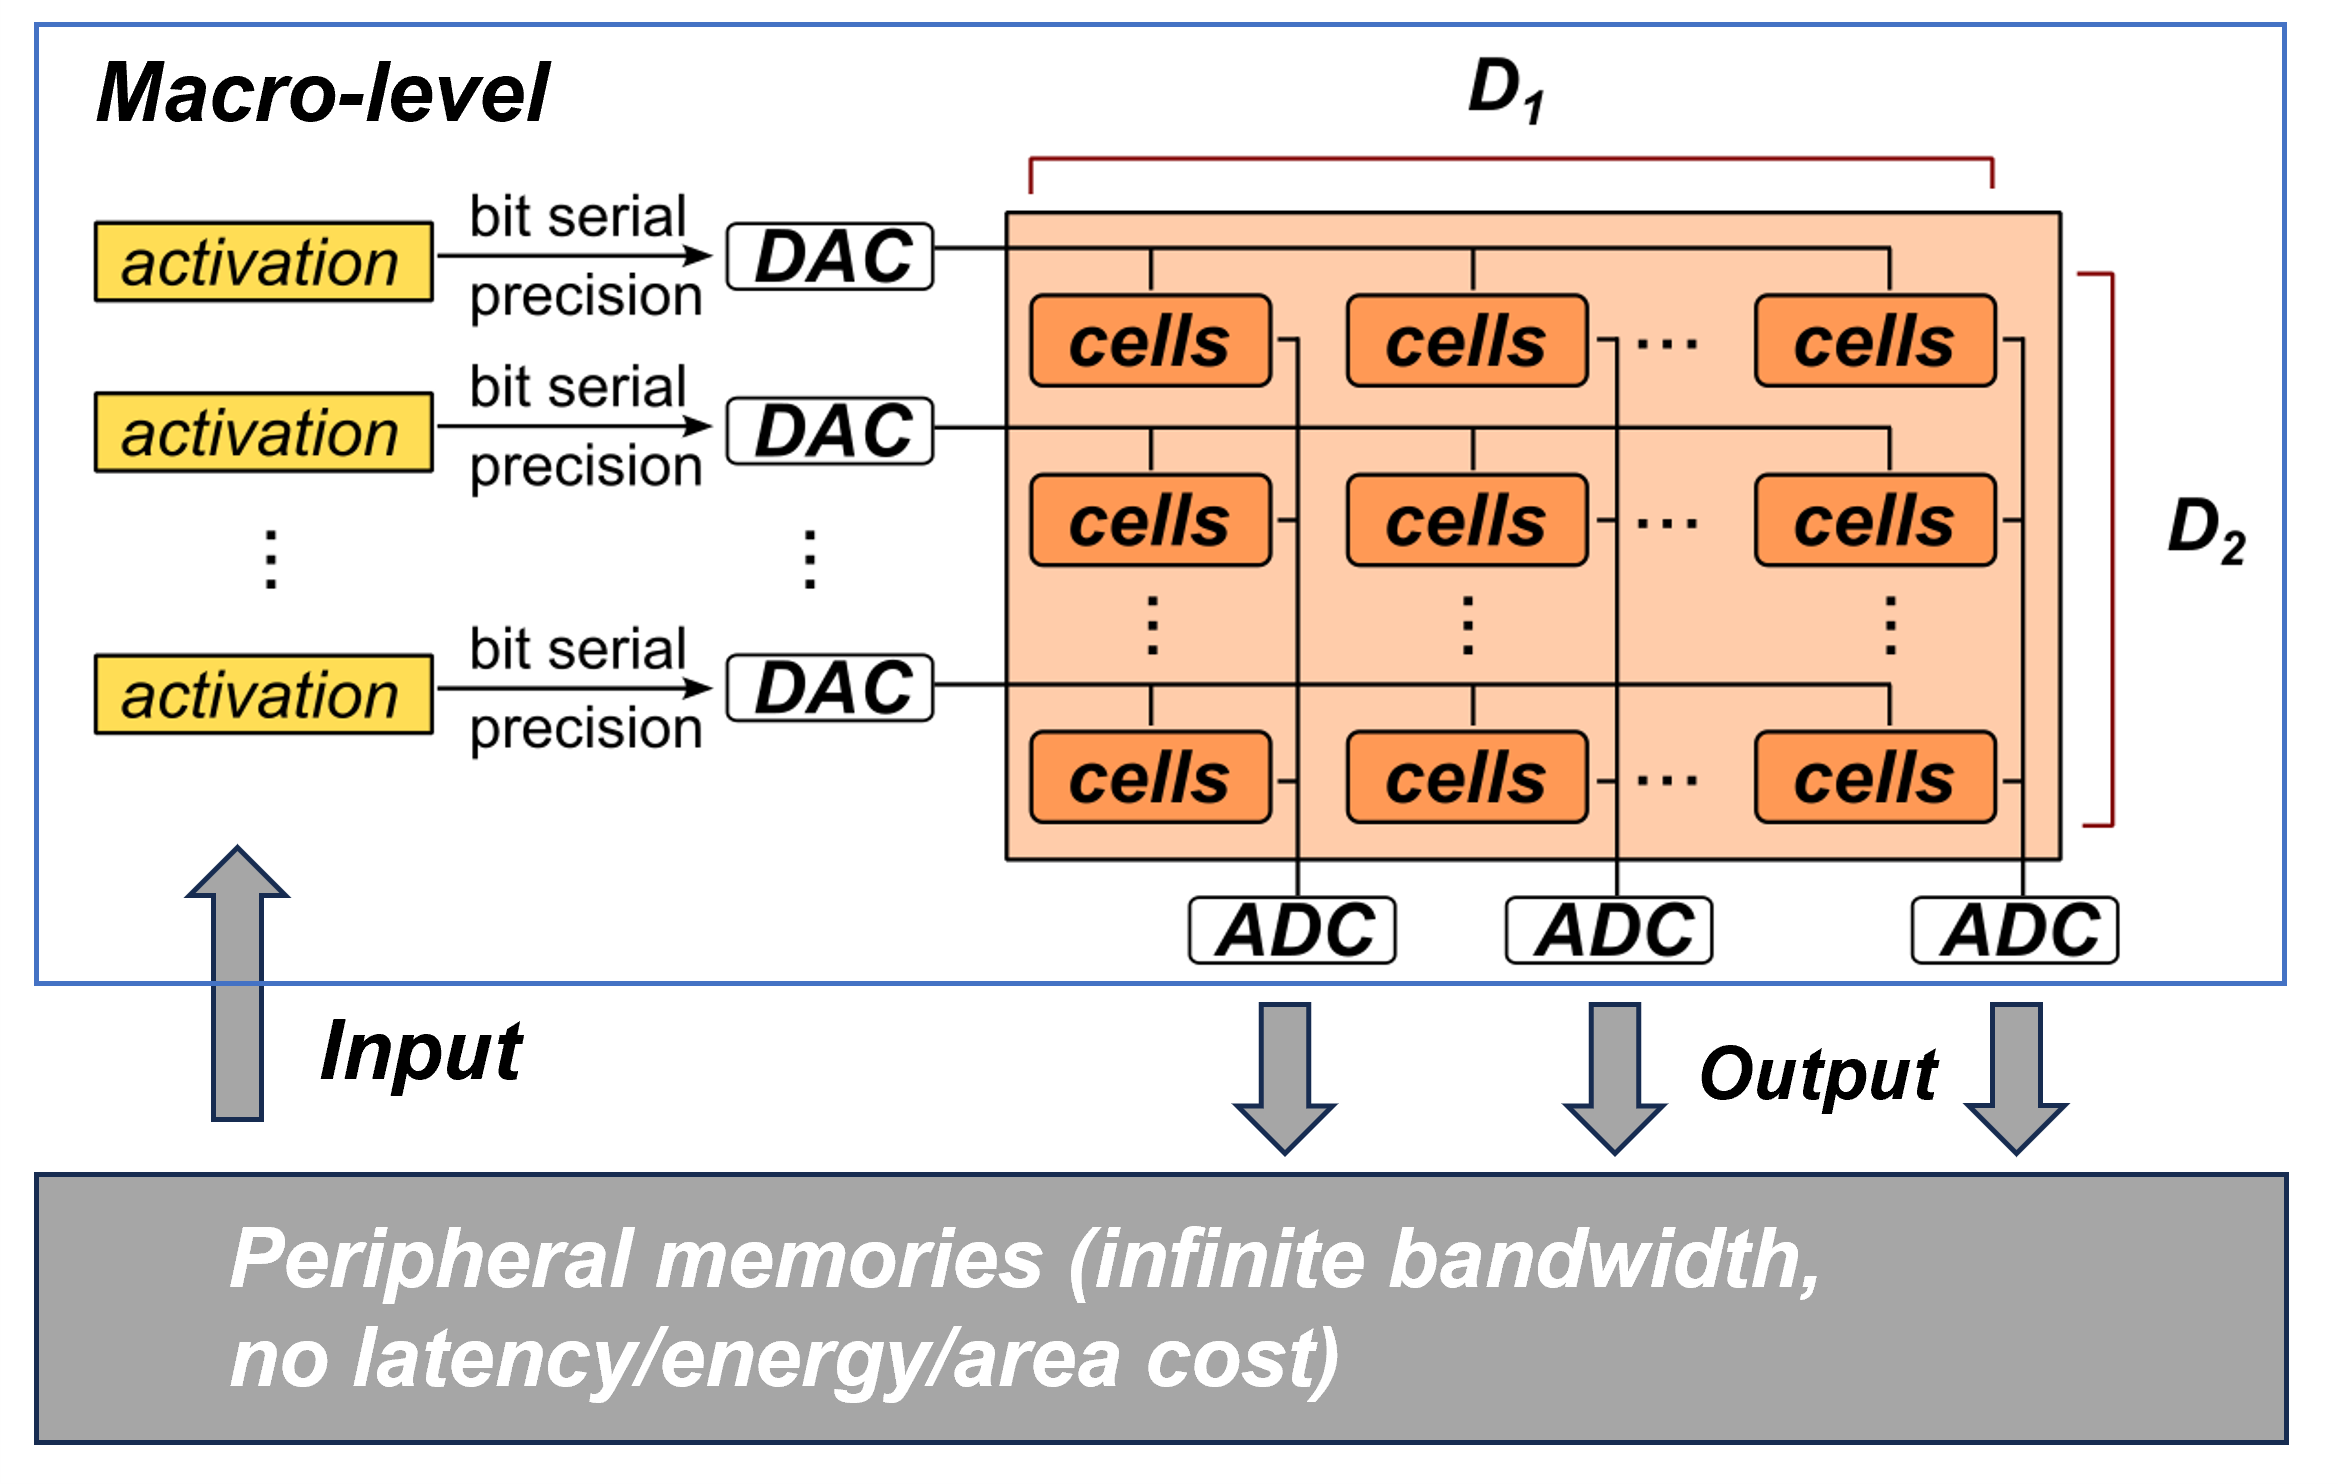 Macro-level
D1
bit serial
activation
DAC
precision
cells
cells
...
cells
bit serial
activation
DAC
precision
cells
cells
...
cells
D2
bit serial
activation
DAC
precision
cells
cells
...
cells
ADC
ADC
ADC
Input
Output
Peripheral memories (infinite bandwidth,
no latency/energy/area cost)